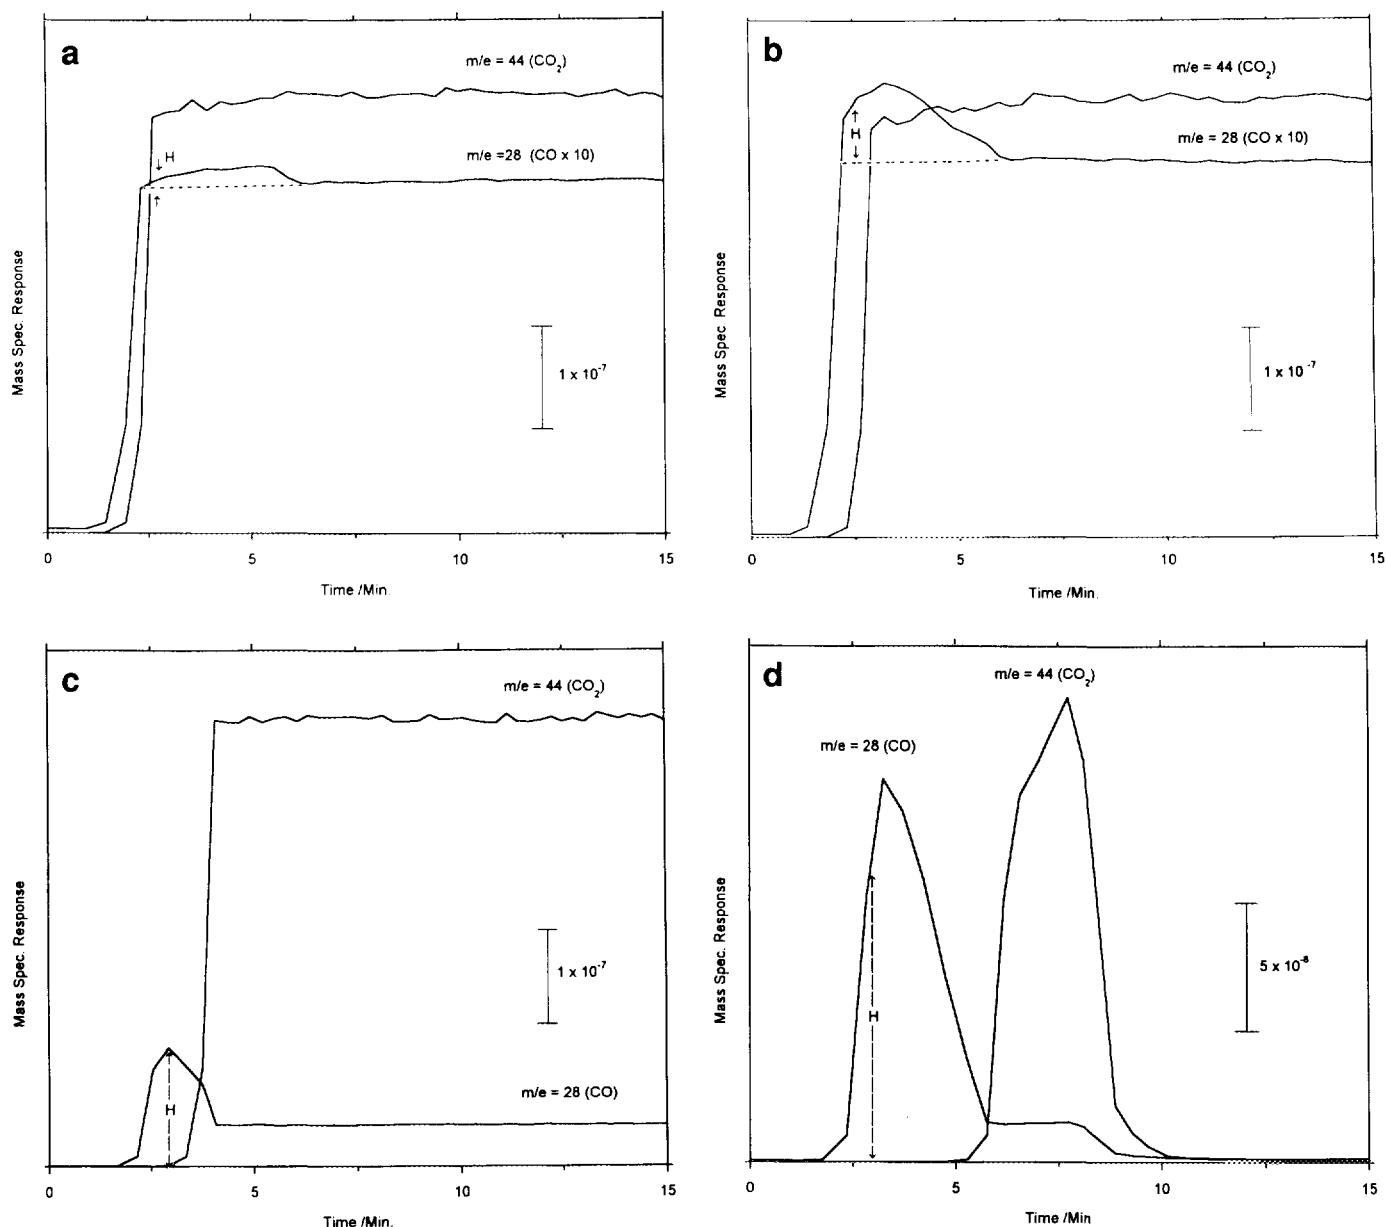 a
m/e = 44 (CO2)
H
m/e =28 (CO x 10)
1 x 10-7
Mass Spec. Response
0 5 10 15
Time /Min.
b
m/e = 44 (CO2)
H
m/e = 28 (CO x 10)
1 x 10-7
Mass Spec. Response
0 5 10 15
Time /Min.
c
m/e = 44 (CO2)
1 x 10-7
H
m/e = 28 (CO)
Mass Spec. Response
0 5 10 15
Time /Min.
d
m/e = 44 (CO2)
m/e = 28 (CO)
H
5 x 10-8
Mass Spec. Response
0 5 10 15
Time /Min